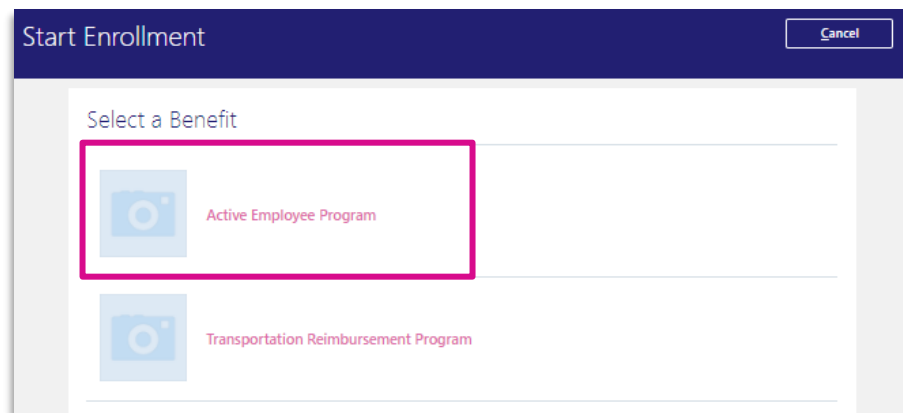 Start Enrollment
Cancel
Select a Benefit
Active Employee Program
Transportation Reimbursement Program